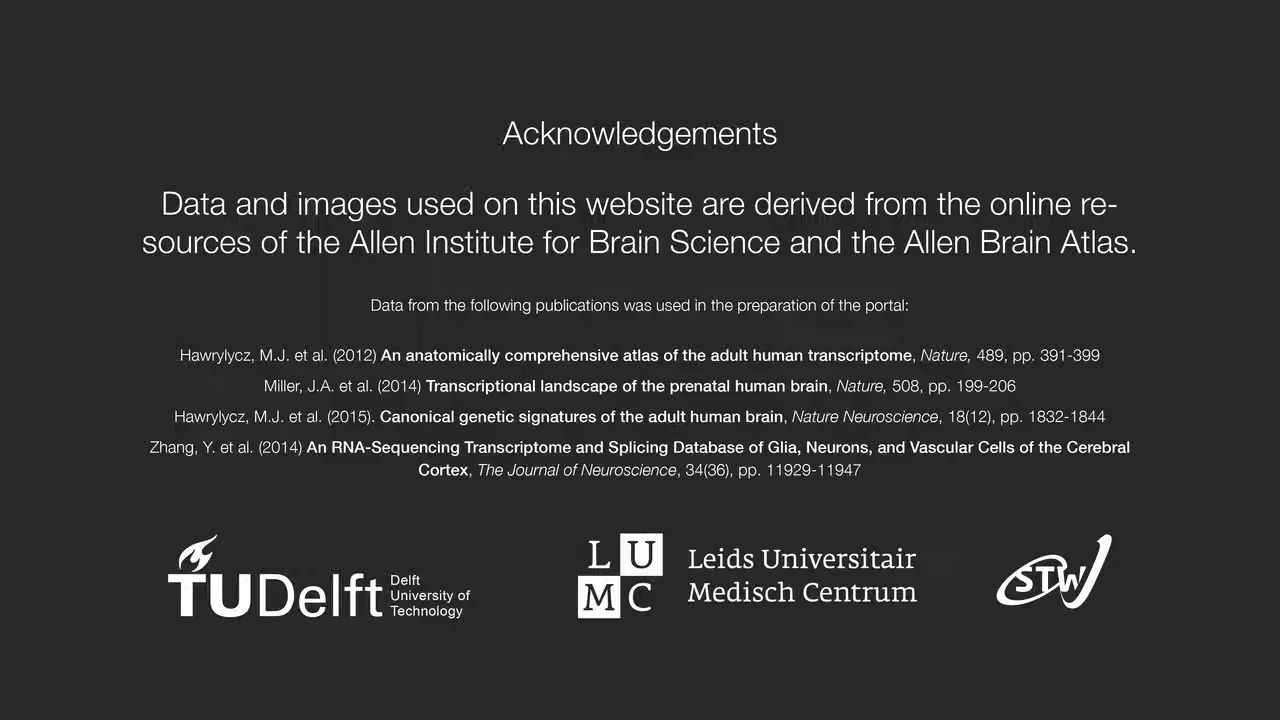 Acknowledgements
Data and images used on this website are derived from the online re-
sources of the Allen Institute for Brain Science and the Allen Brain Atlas.
Data from the following publications was used in the preparation of the portal:
Hawrylycz, M.J. et al. (2012) An anatomically comprehensive atlas of the adult human transcriptome, Nature, 489, pp. 391-399
Miller, J.A. et al. (2014) Transcriptional landscape of the prenatal human brain, Nature, 508, pp. 199-206
Hawrylycz, M.J. et al. (2015). Canonical genetic signatures of the adult human brain, Nature Neuroscience, 18(12), pp. 1832-1844
Zhang, Y. et al. (2014) An RNA-Sequencing Transcriptome and Splicing Database of Glia, Neurons, and Vascular Cells of the Cerebral
Cortex, The Journal of Neuroscience, 34(36), pp. 11929-11947
TUDelft
Delft
University of
Technology
L U
M C
Leids Universitair
Medisch Centrum
STW